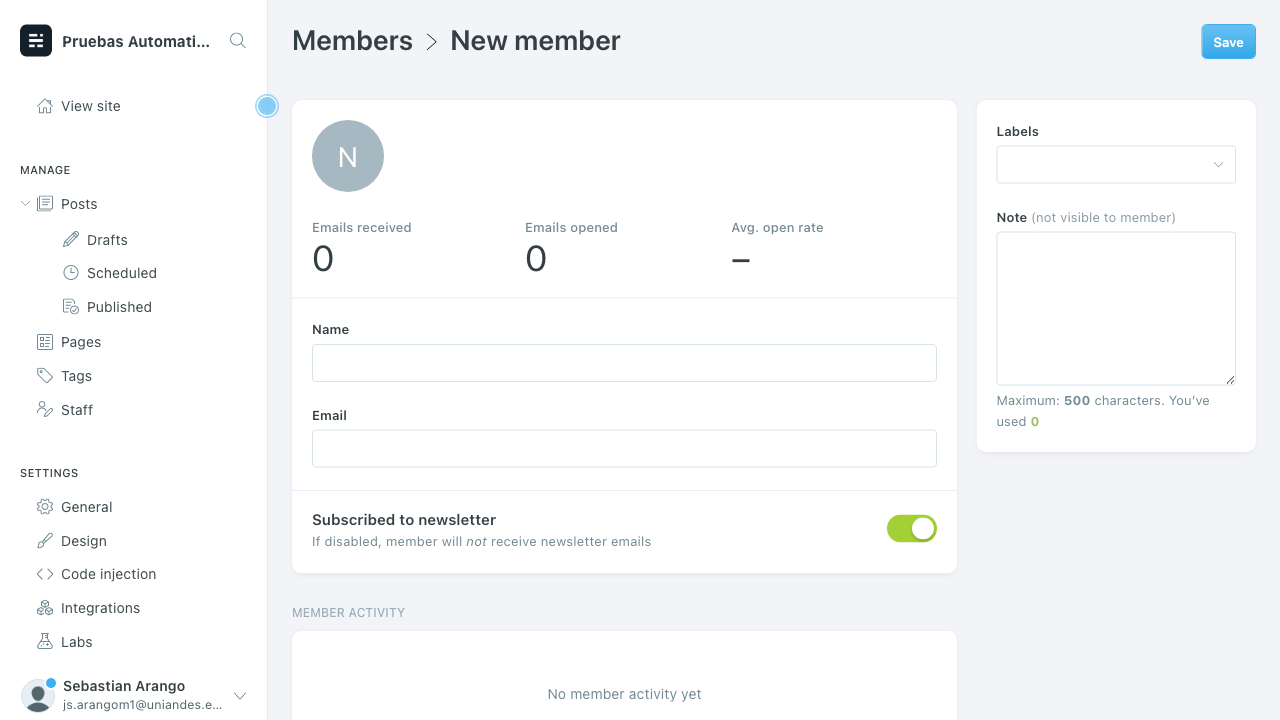 Pruebas Automati...
View site
MANAGE
Posts
Drafts
Scheduled
Published
Pages
Tags
Staff
SETTINGS
General
Design
Code injection
Integrations
Labs
Sebastian Arango
js.arangom1@uniandes.e...
Members > New member
Save
N
Emails received
0
Emails opened
0
Avg. open rate
–
Name
Email
Subscribed to newsletter
If disabled, member will not receive newsletter emails
MEMBER ACTIVITY
No member activity yet
Labels
Note (not visible to member)
Maximum: 500 characters. You’ve
used 0